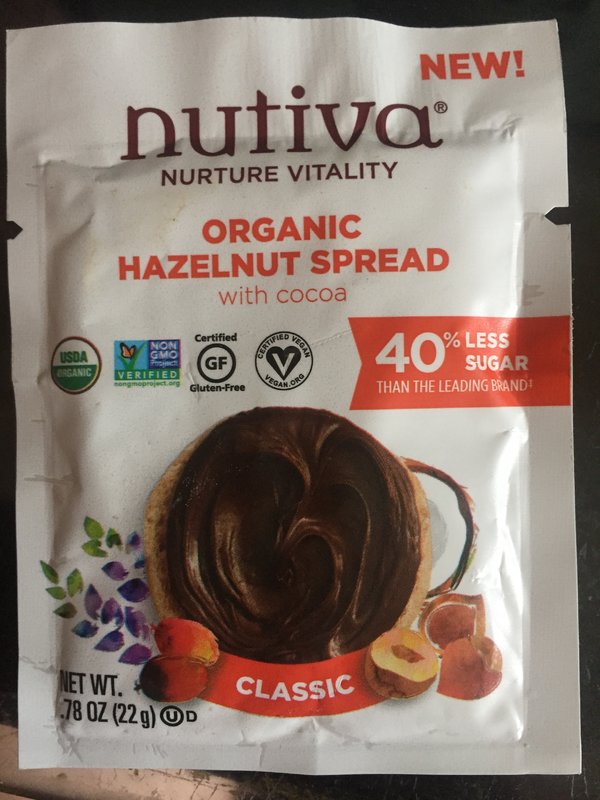 NEW!
nutiva®
NURTURE VITALITY
ORGANIC
HAZELNUT SPREAD
with cocoa
USDA
ORGANIC
NON
GMO
Project
VERIFIED
nongmoproject.org
Certified
GF
Gluten-Free
CERTIFIED VEGAN
VEGAN.ORG
40% LESS
SUGAR
THAN THE LEADING BRAND‡
CLASSIC
NET WT.
.78 OZ (22 g) U D